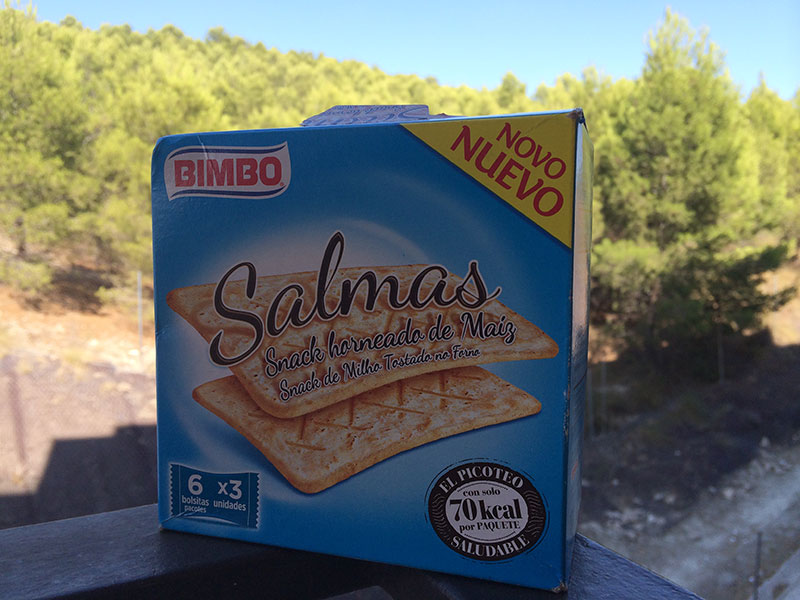 BIMBO
NOVO
NUEVO
Salmas
Snack horneado de Maíz
Snack de Milho Tostado no Forno
6 x3
bolsitas unidades
pacotes
EL PICOTEO
con solo
70 kcal
por PAQUETE
SALUDABLE